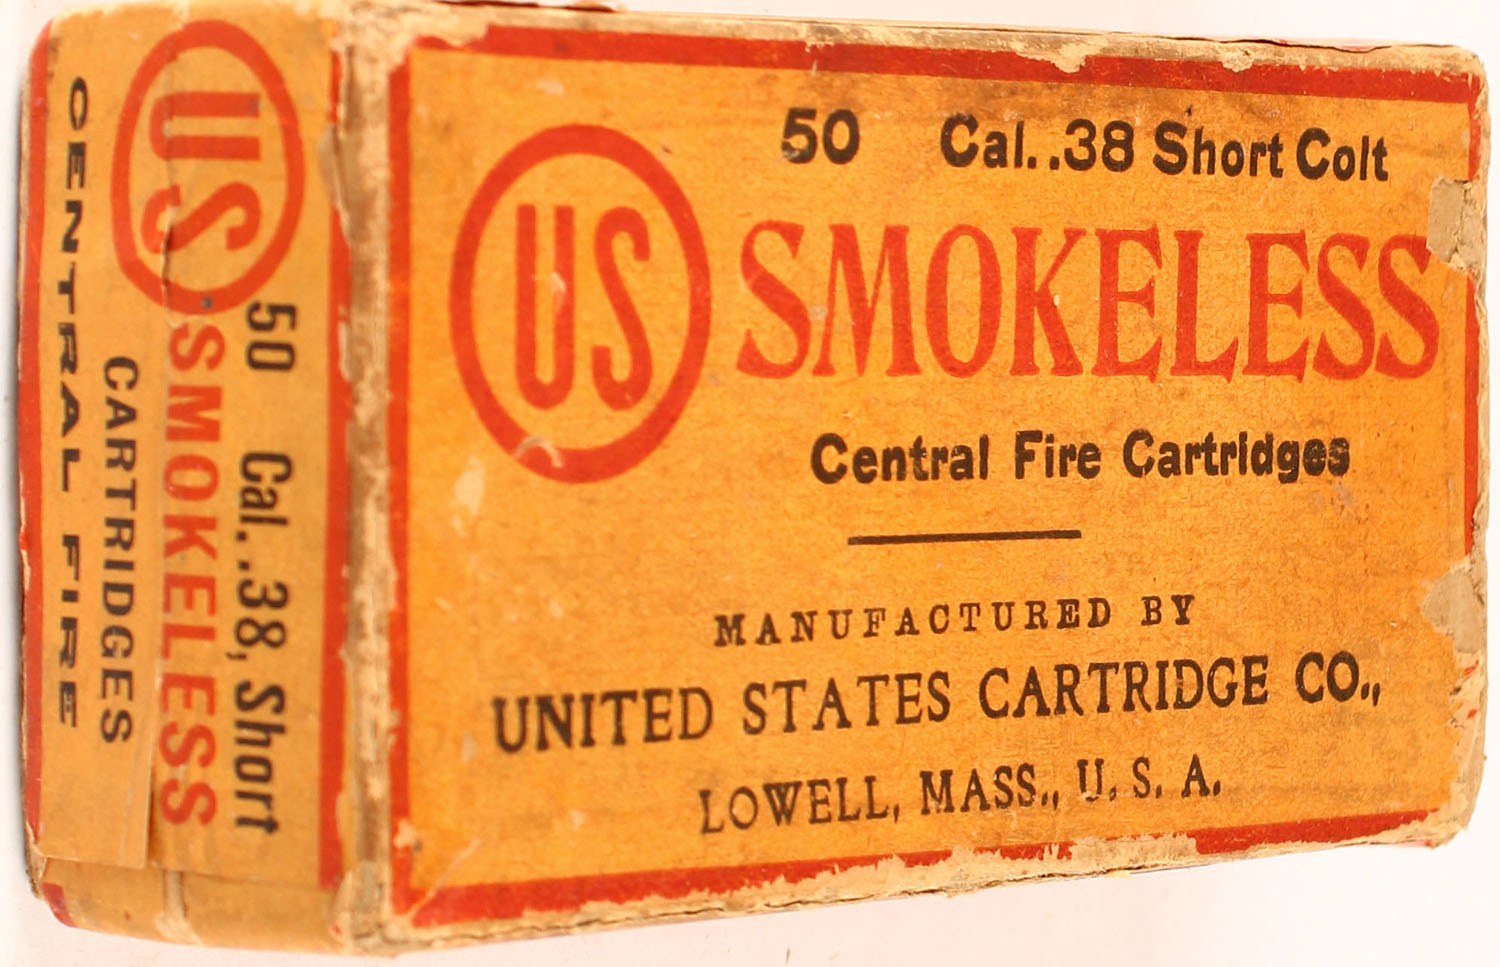 50 Cal. .38 Short Colt
US
SMOKELESS
Central Fire Cartridges
MANUFACTURED BY
UNITED STATES CARTRIDGE CO.,
LOWELL, MASS., U. S. A.
50 Cal. .38, Short
US
SMOKELESS
CARTRIDGES
CENTRAL FIRE